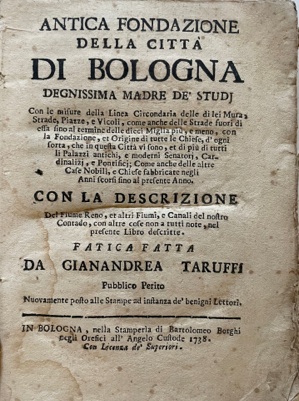 ANTICA FONDAZIONE
DELLA CITTÀ
DI BOLOGNA
DEGNISSIMA MADRE DE' STUDJ
Con le misure della Linea Circondaria delle di lei Mura,
Strade, Piazze, e Vicoli, come anche delle Strade fuori di
essa sino al termine delle dieci Miglia più, e meno, con
la Fondazione, et Origine di tutte le Chiese, d'ogni
sorta, che in questa Città vi sono, et di più di tutti
li Palazzi antichi, e moderni Senatori, Car-
dinalizj, e Pontificj; Come anche delle altre
Case Nobili, e Chiese fabbricate negli
Anni scorsi sino al presente Anno.
CON LA DESCRIZIONE
Del Fiume Reno, et altri Fiumi, e Canali del nostro
Contado, con altre cose non a tutti note, nel
presente Libro descritte.
FATICA FATTA
DA GIANANDREA TARUFFI
Pubblico Perito
Nuovamente posto alle Stampe ad instanza de' benigni Lettori.
IN BOLOGNA, nella Stamperia di Bartolomeo Borghi
negli Orefici all' Angelo Custode 1738.
Con Licenza de' Superiori.